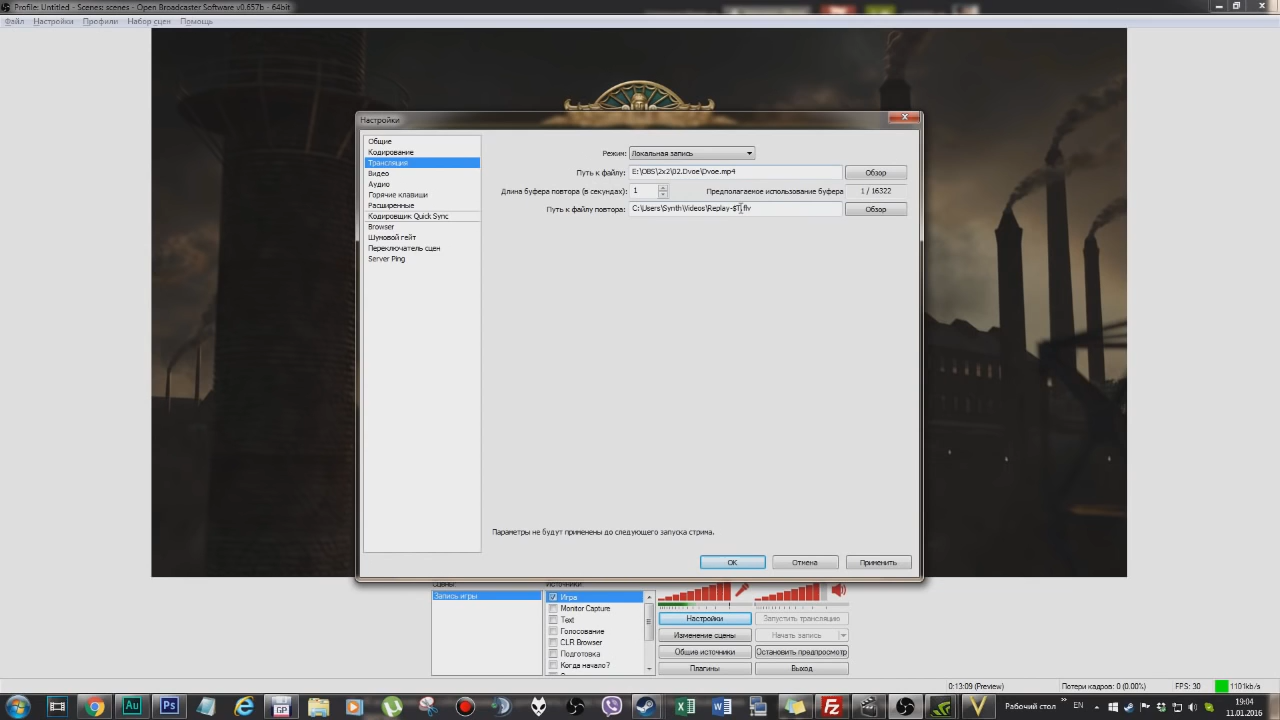 Profile: Untitled - Scenes: scenes - Open Broadcaster Software v0.657b - 64bit
Файл Настройки Профили Набор сцен Помощь
Настройки
Общие
Кодирование
Трансляция
Видео
Аудио
Горячие клавиши
Расширенные
Кодировщик Quick Sync
Browser
Шумовой гейт
Переключатель сцен
Server Ping
Режим: Локальная запись
Путь к файлу: E:\OBS\2x2\02.Dvoe\Dvoe.mp4 Обзор
Длина буфера повтора (в секундах): 1 Предполагаемое использование буфера 1 / 16322
Путь к файлу повтора: C:\Users\Synth\Videos\Replay-$T.flv Обзор
Параметры не будут применены до следующего запуска стрима.
OK Отмена Применить
Сцены: Источники:
Запись игры
Игра
Monitor Capture
Text
Голосование
CLR Browser
Подготовка
Когда начало?
Настройки Запустить трансляцию
Изменение сцены Начать запись
Общие источники Остановить предпросмотр
Плагины Выход
0:13:09 (Preview) Потери кадров: 0 (0.00%) FPS: 30 1101kb/s
Рабочий стол » EN 19:04
11.01.2016